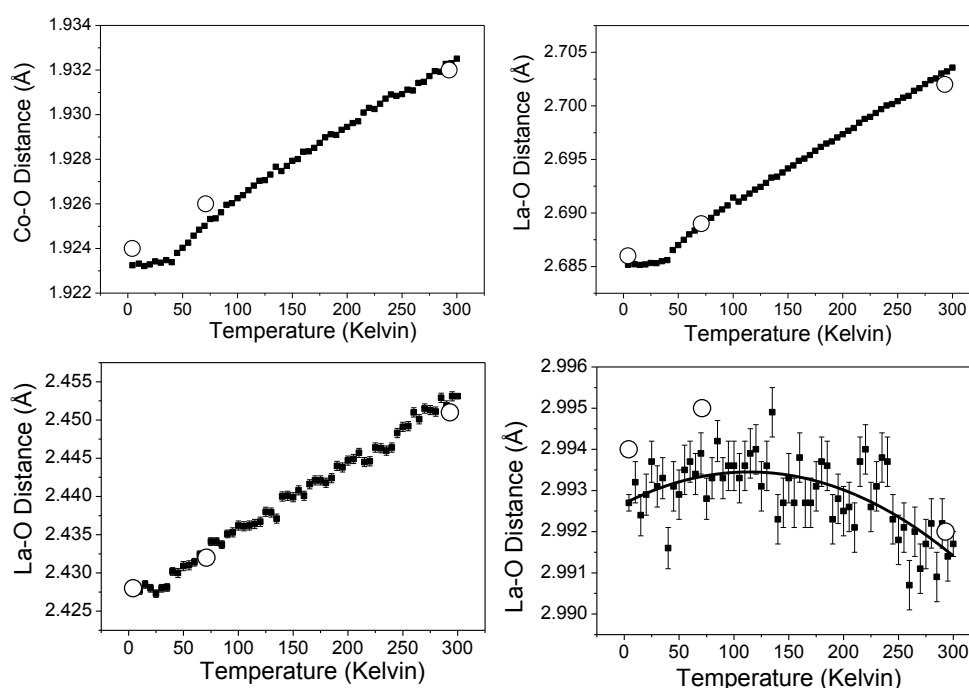 1.934
1.932
1.930
1.928
1.926
1.924
1.922
Co-O Distance (Å)
0 50 100 150 200 250 300
Temperature (Kelvin)
2.705
2.700
2.695
2.690
2.685
La-O Distance (Å)
0 50 100 150 200 250 300
Temperature (Kelvin)
2.455
2.450
2.445
2.440
2.435
2.430
2.425
La-O Distance (Å)
0 50 100 150 200 250 300
Temperature (Kelvin)
2.996
2.995
2.994
2.993
2.992
2.991
2.990
La-O Distance (Å)
0 50 100 150 200 250 300
Temperature (Kelvin)